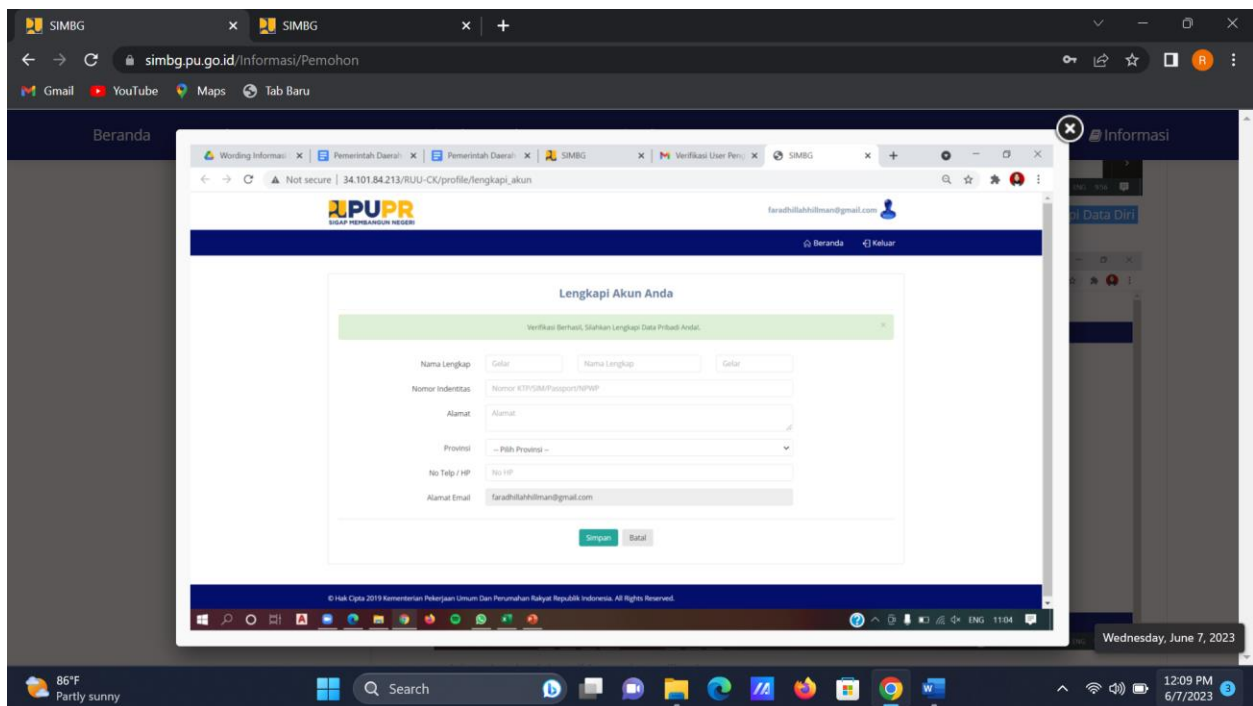 SIMBG
SIMBG
simbg.pu.go.id/Informasi/Pemohon
R
Gmail YouTube Maps Tab Baru
Beranda
Informasi
Wording Informas Pemerintah Daerah Pemerintah Daerah SIMBG Verifikasi User Peng SIMBG
Not secure 34.101.84.213/RUU-CK/profile/lengkapi_akun
PUPR
SIGAP MEMBANGUN NEGERI
faradhillahhillman@gmail.com
Beranda Keluar
pi Data Diri
Lengkapi Akun Anda
Verifikasi Berhasil, Silahkan Lengkapi Data Pribadi Anda!.
Nama Lengkap Gelar Nama Lengkap Gelar
Nomor Indentitas Nomor KTP/SIM/Passport/NPWP
Alamat Alamat
Provinsi -- Pilih Provinsi --
No Telp / HP No HP
Alamat Email faradhillahhillman@gmail.com
Simpan Batal
© Hak Cipta 2019 Kementerian Pekerjaan Umum Dan Perumahan Rakyat Republik Indonesia. All Rights Reserved.
ENG 11:04
Wednesday, June 7, 2023
86°F
Partly sunny
Search
12:09 PM
6/7/2023
3